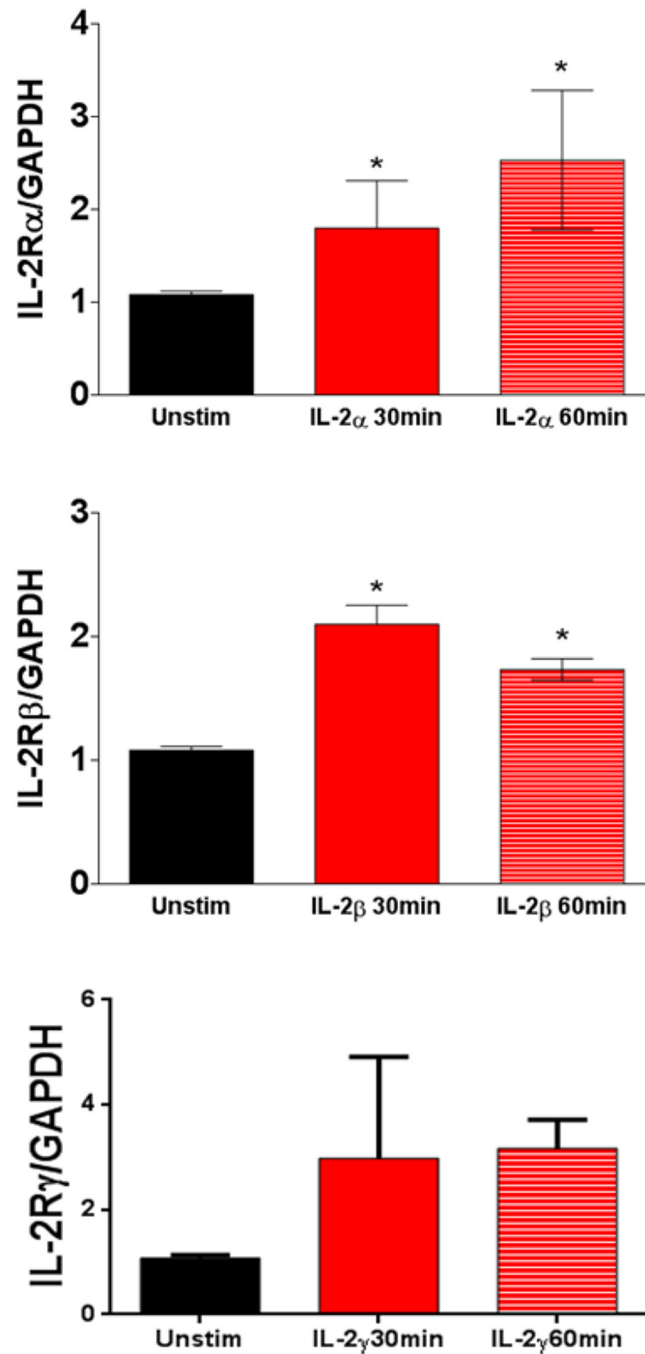 IL-2Rα/GAPDH
4
3
2
1
0
*
*
Unstim IL-2α 30min IL-2α 60min
IL-2Rβ/GAPDH
3
2
1
0
*
*
Unstim IL-2β 30min IL-2β 60min
IL-2Rγ/GAPDH
6
4
2
0
Unstim IL-2γ30min IL-2γ60min